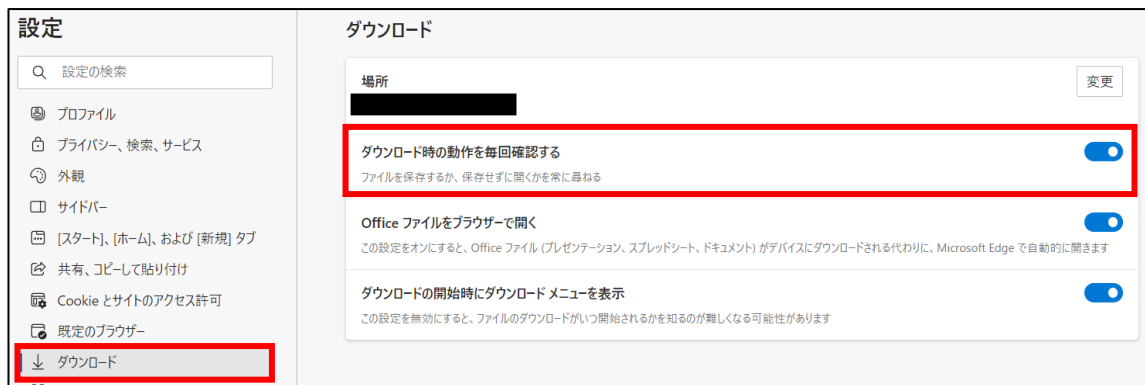 設定
設定の検索
プロファイル
プライバシー、検索、サービス
外観
サイドバー
[スタート]、[ホーム]、および [新規] タブ
共有、コピーして貼り付け
Cookie とサイトのアクセス許可
既定のブラウザー
ダウンロード
ダウンロード
場所
変更
ダウンロード時の動作を毎回確認する
ファイルを保存するか、保存せずに開くかを常に尋ねる
Office ファイルをブラウザーで開く
この設定をオンにすると、Office ファイル (プレゼンテーション、スプレッドシート、ドキュメント) がデバイスにダウンロードされる代わりに、Microsoft Edge で自動的に開きます
ダウンロードの開始時にダウンロード メニューを表示
この設定を無効にすると、ファイルのダウンロードがいつ開始されるかを知るのが難しくなる可能性があります